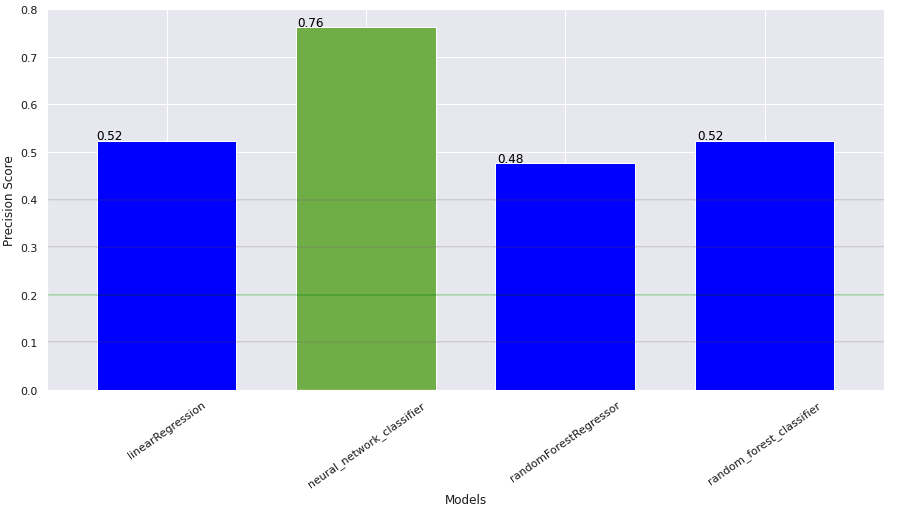 0.8
0.7
0.6
0.5
0.4
0.3
0.2
0.1
0.0
Precision Score
0.52
0.76
0.48
0.52
linearRegression
neural_network_classifier
randomForestRegressor
random_forest_classifier
Models